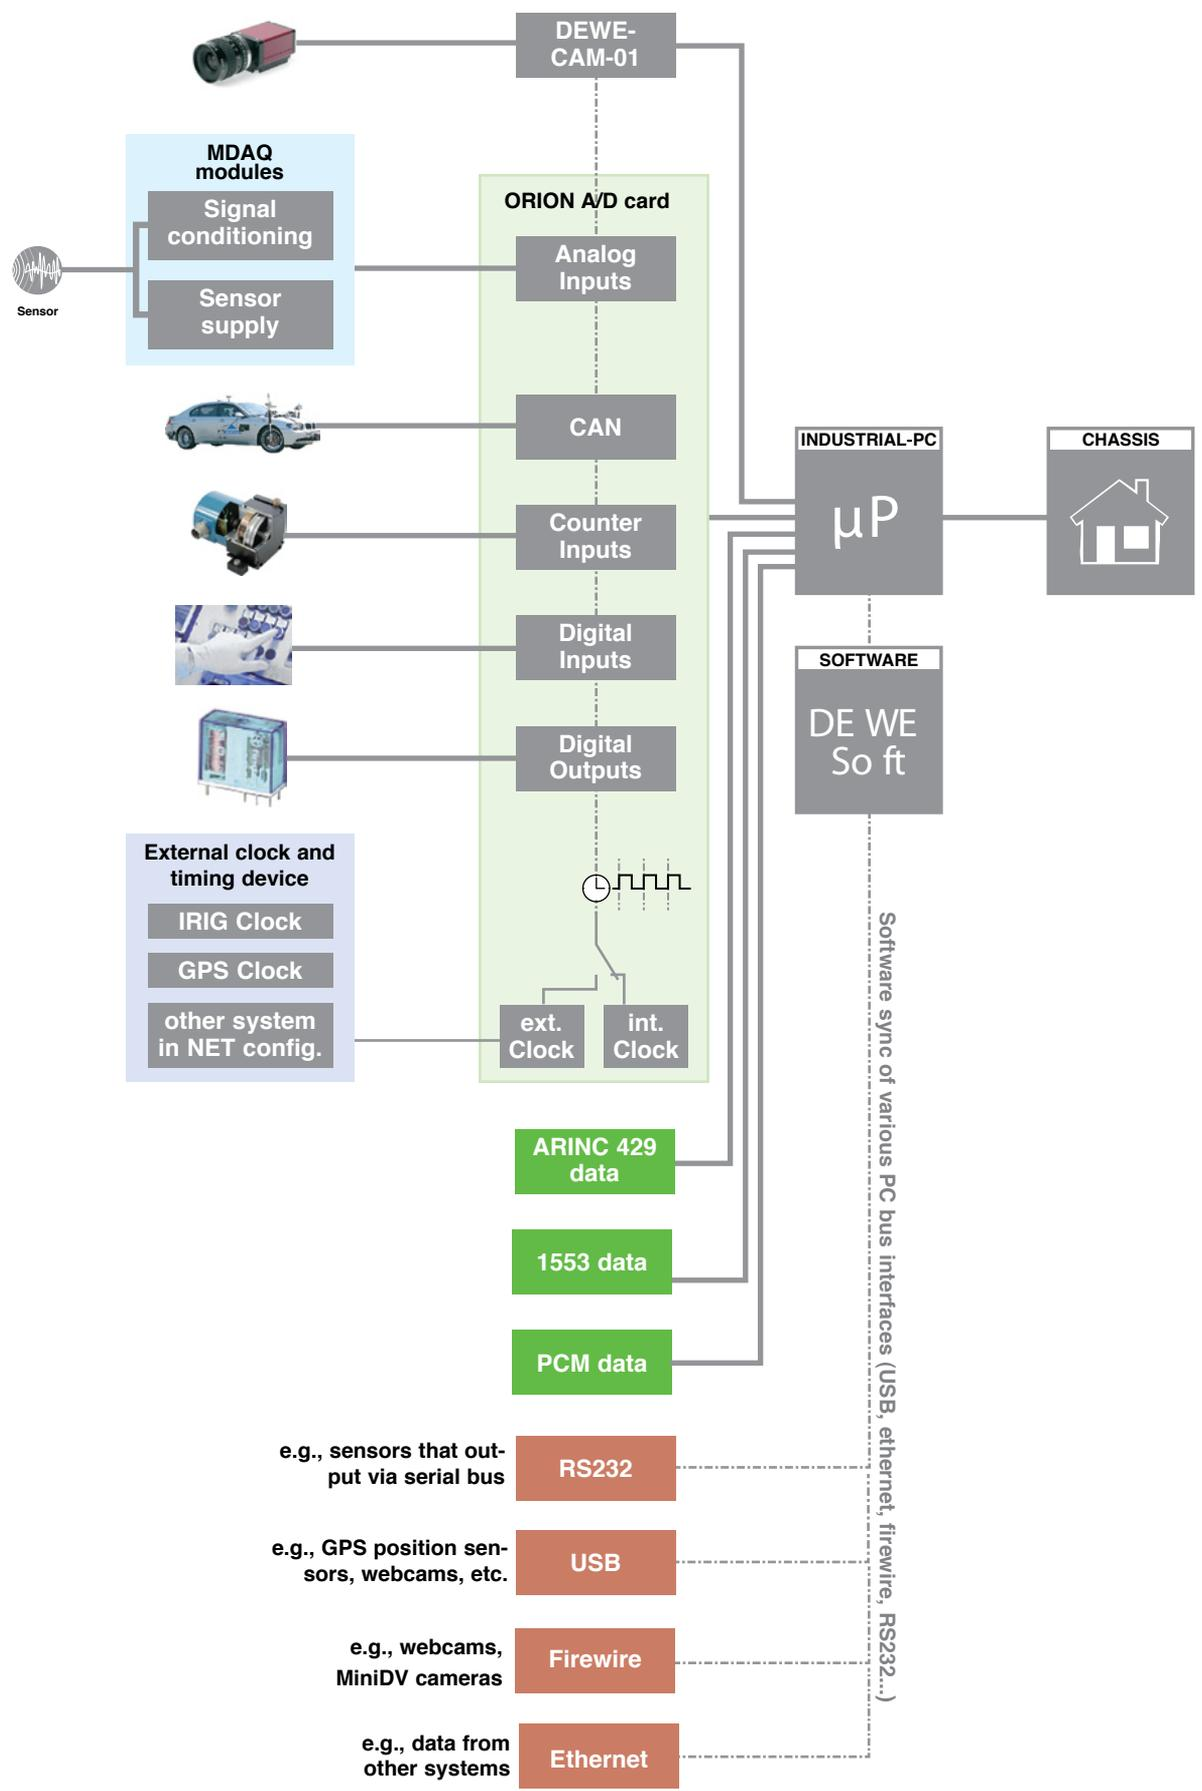 DEWE-
CAM-01
MDAQ
modules
Signal
conditioning
Sensor
supply
Sensor
ORION A/D card
Analog
Inputs
CAN
Counter
Inputs
Digital
Inputs
Digital
Outputs
INDUSTRIAL-PC
µP
CHASSIS
SOFTWARE
DE WE
So ft
External clock and
timing device
IRIG Clock
GPS Clock
other system
in NET config.
ext.
Clock
int.
Clock
Software sync of various PC bus interfaces (USB, ethernet, firewire, RS232...)
ARINC 429
data
1553 data
PCM data
e.g., sensors that out-
put via serial bus
RS232
e.g., GPS position sen-
sors, webcams, etc.
USB
e.g., webcams,
MiniDV cameras
Firewire
e.g., data from
other systems
Ethernet